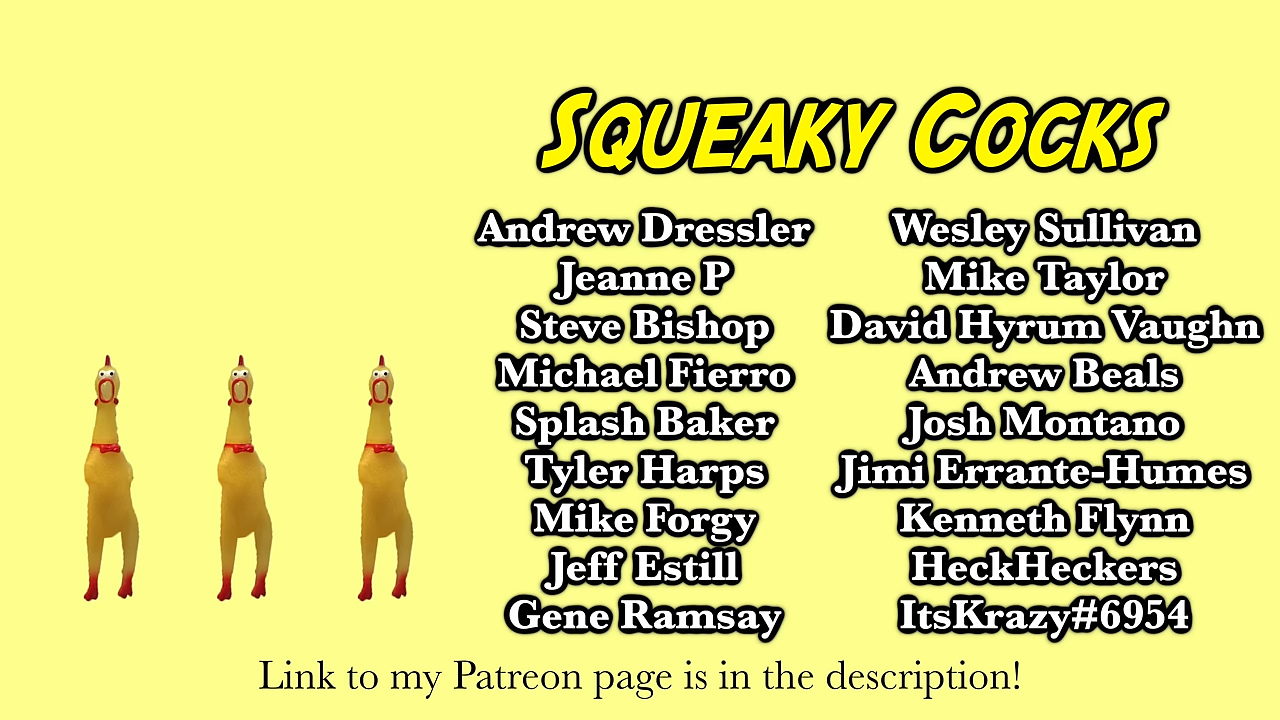 Squeaky Cocks
Andrew Dressler
Jeanne P
Steve Bishop
Michael Fierro
Splash Baker
Tyler Harps
Mike Forgy
Jeff Estill
Gene Ramsay
Wesley Sullivan
Mike Taylor
David Hyrum Vaughn
Andrew Beals
Josh Montano
Jimi Errante-Humes
Kenneth Flynn
HeckHeckers
ItsKrazy#6954
Link to my Patreon page is in the description!